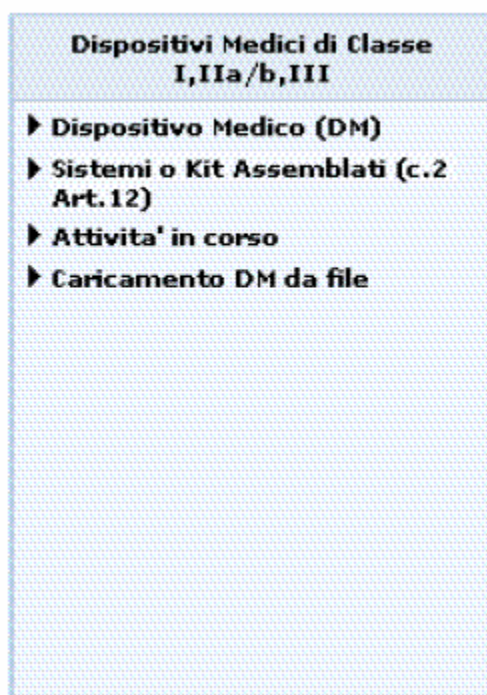 Dispositivi Medici di Classe
I,IIa/b,III
Dispositivo Medico (DM)
Sistemi o Kit Assemblati (c.2
Art.12)
Attivita' in corso
Caricamento DM da file